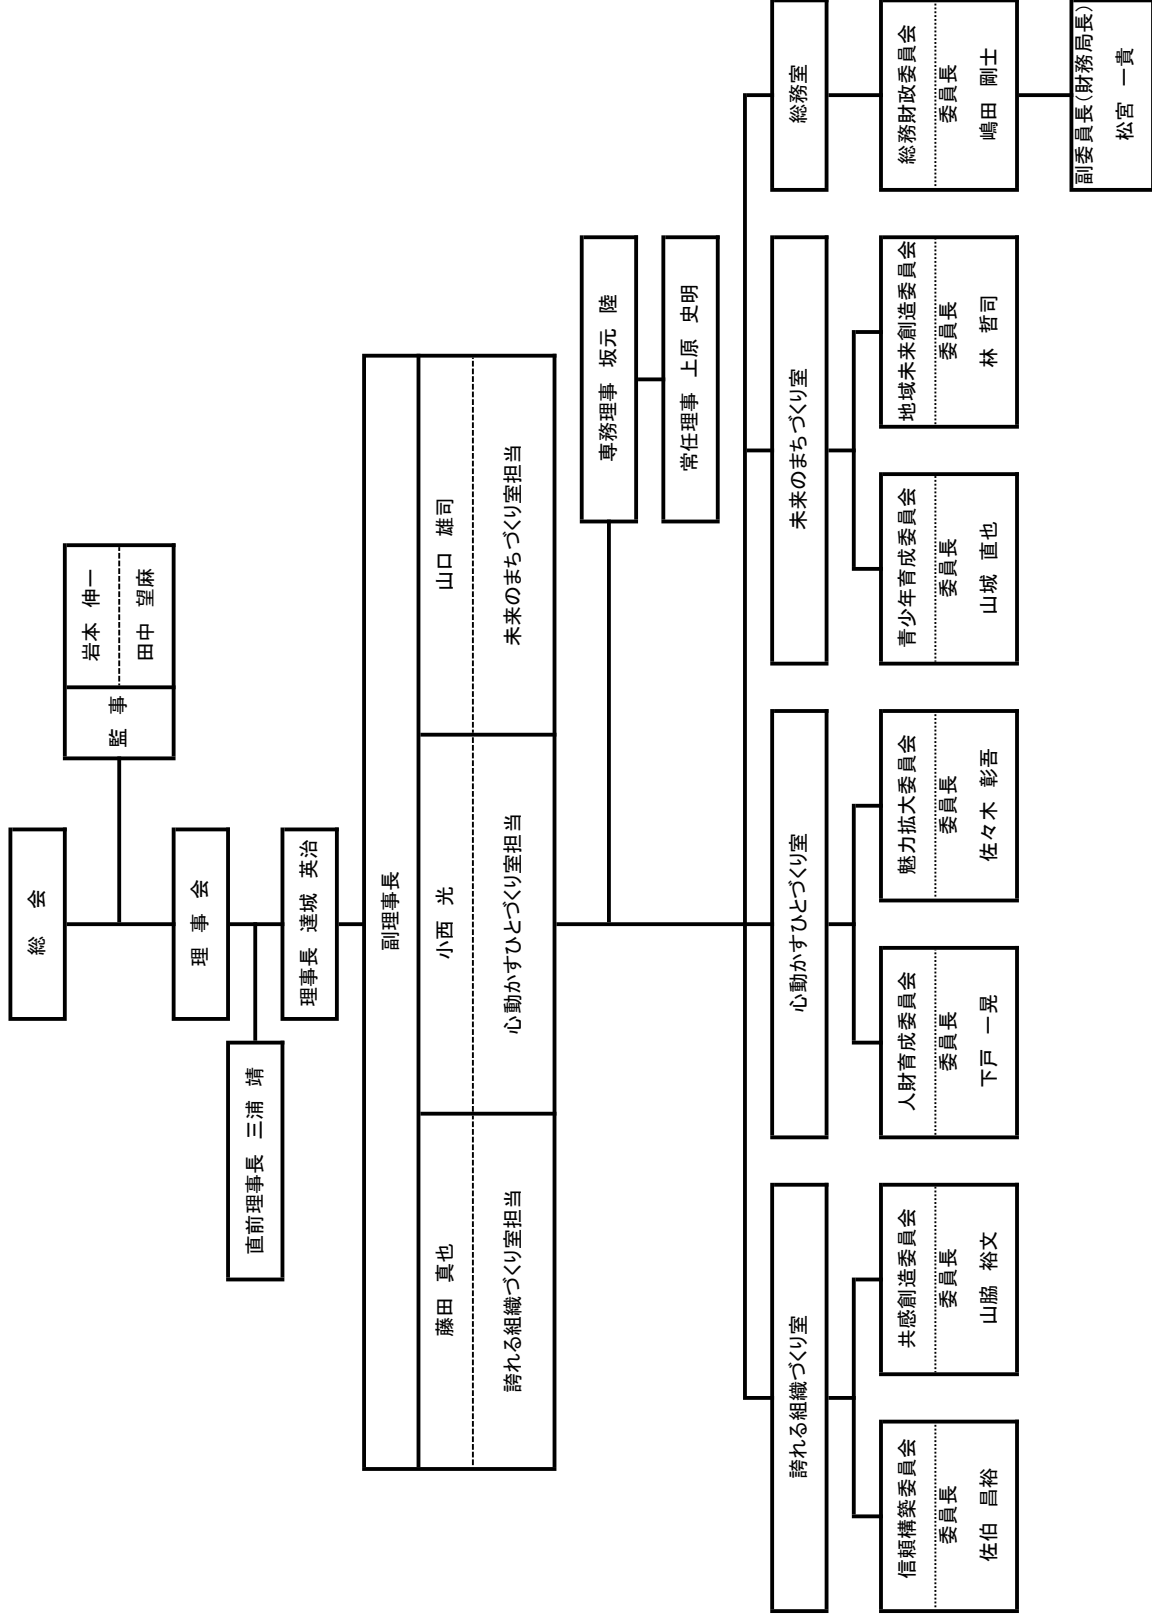 総　会
監　事
岩本　伸一
田中　望麻
理　事　会
直前理事長　三浦　靖
理事長　達城　英治
副理事長
藤田　真也
小西　光
山口　雄司
誇れる組織づくり室担当
心動かすひとづくり室担当
未来のまちづくり室担当
専務理事　坂元　陸
常任理事　上原　史明
誇れる組織づくり室
心動かすひとづくり室
未来のまちづくり室
総務室
信頼構築委員会
委員長
佐伯　昌裕
共感創造委員会
委員長
山脇　裕文
人財育成委員会
委員長
下戸　一晃
魅力拡大委員会
委員長
佐々木　彰吾
青少年育成委員会
委員長
山城　直也
地域未来創造委員会
委員長
林　哲司
総務財政委員会
委員長
嶋田　剛士
副委員長（財務局長）
松宮　一貴